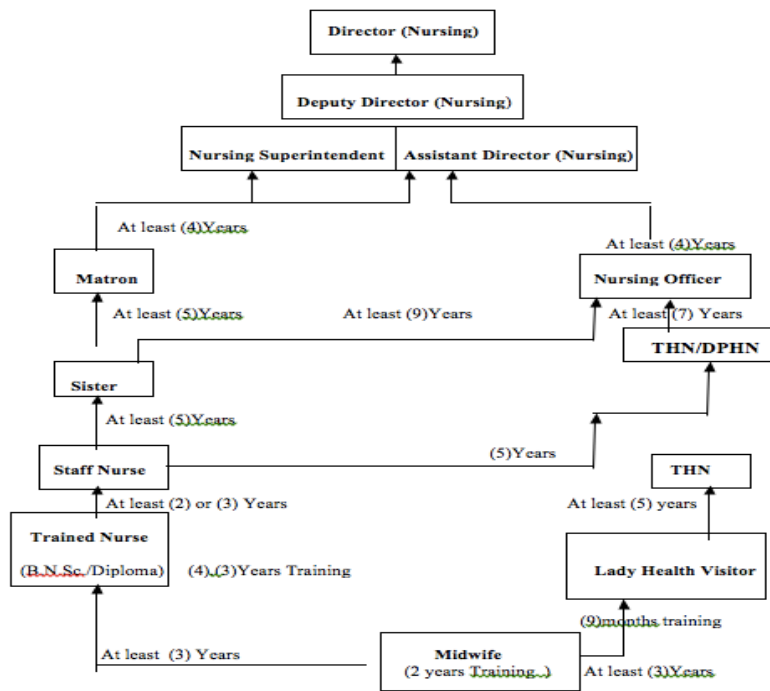 Director (Nursing)
Deputy Director (Nursing)
Nursing Superintendent
Assistant Director (Nursing)
At least (4)Years
At least (4)Years
Matron
Nursing Officer
At least (5)Years
At least (9)Years
At least (7) Years
THN/DPHN
Sister
At least (5)Years
Staff Nurse
(5)Years
THN
At least (2) or (3) Years
At least (5) years
Trained Nurse
(B.N.Sc./Diploma)
(4),(3)Years Training
Lady Health Visitor
(9)months training
At least (3) Years
Midwife
(2 years Training )
At least (3)Years